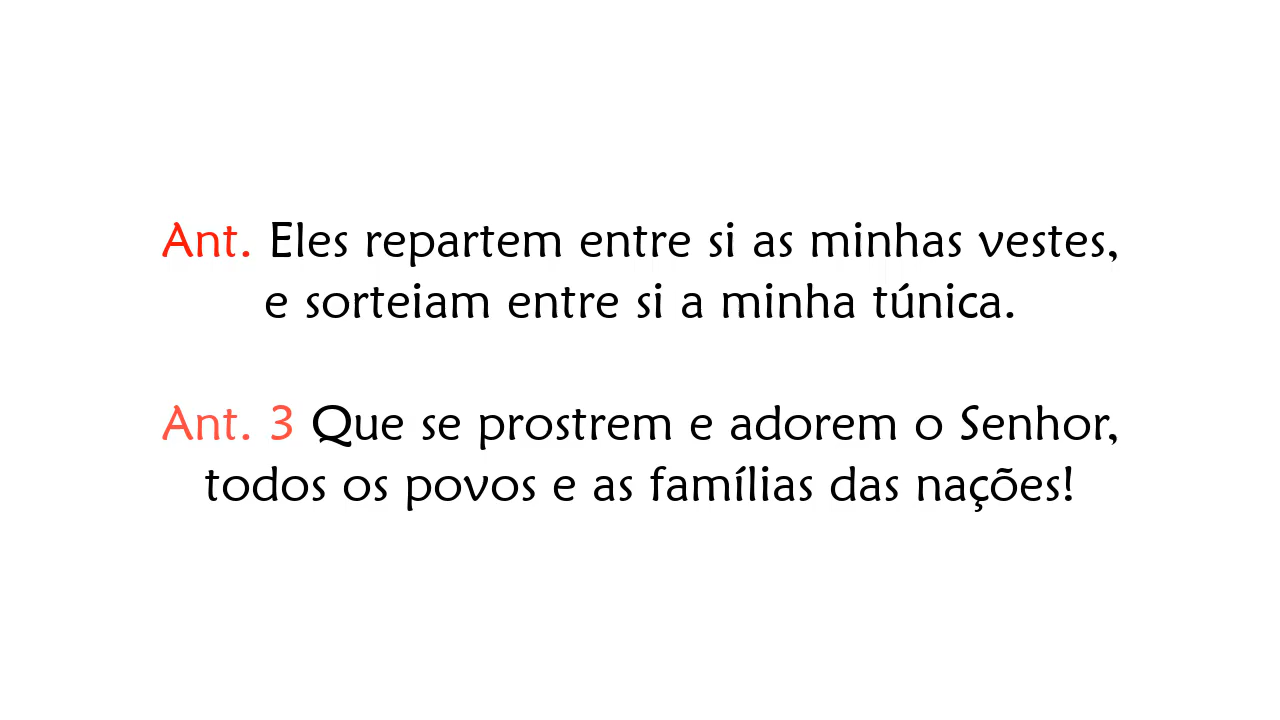 Ant. Eles repartem entre si as minhas vestes,
e sorteiam entre si a minha túnica.
Ant. 3 Que se prostrem e adorem o Senhor,
todos os povos e as famílias das nações!